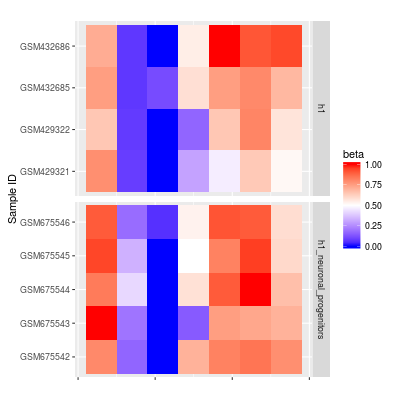 Sample ID
GSM432686
GSM432685
GSM429322
GSM429321
h1
GSM675546
GSM675545
GSM675544
GSM675543
GSM675542
h1_neuronal_progenitors
beta
1.00
0.75
0.50
0.25
0.00